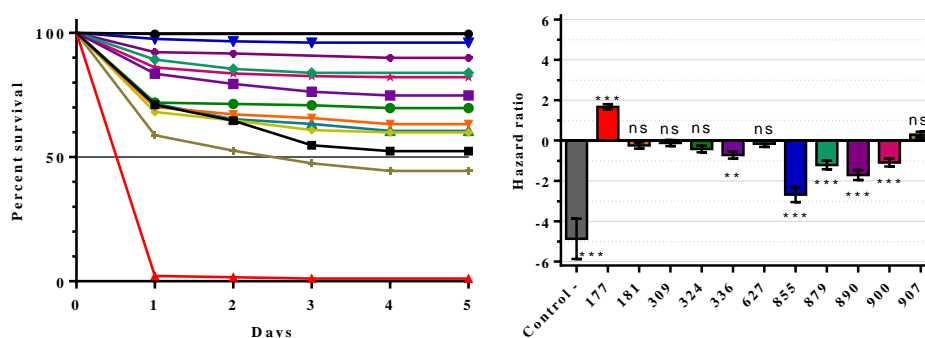 100
50
0
Percent survival
0 1 2 3 4 5
Days
6
4
2
0
-2
-4
-6
Hazard ratio
***
***
ns
ns
ns
**
ns
***
***
***
***
ns
Control -
177
181
309
324
336
627
855
879
890
900
907